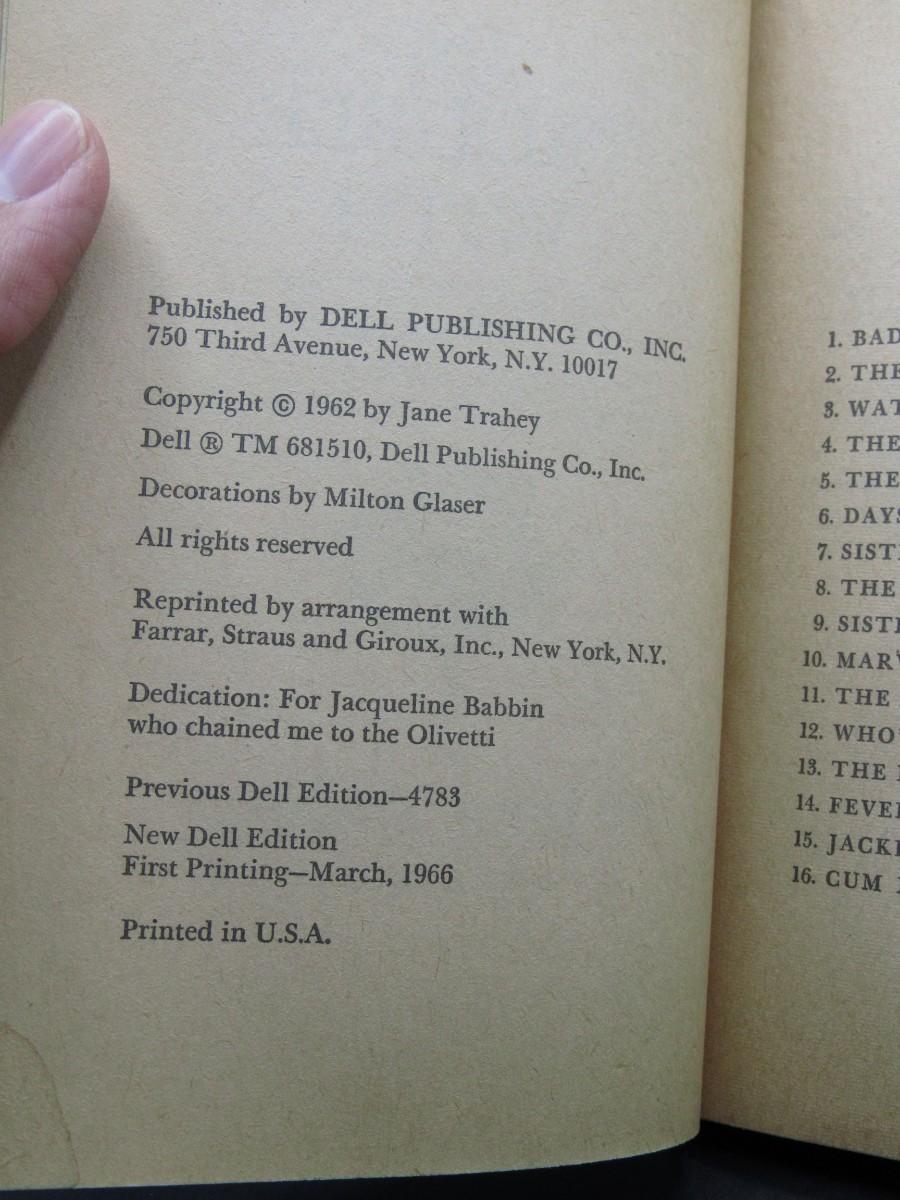 Published by DELL PUBLISHING CO., INC.
750 Third Avenue, New York, N.Y. 10017
Copyright © 1962 by Jane Trahey
Dell ® TM 681510, Dell Publishing Co., Inc.
Decorations by Milton Glaser
All rights reserved
Reprinted by arrangement with
Farrar, Straus and Giroux, Inc., New York, N.Y.
Dedication: For Jacqueline Babbin
who chained me to the Olivetti
Previous Dell Edition—4783
New Dell Edition
First Printing—March, 1966
Printed in U.S.A.
1. BAD
2. THE
3. WAT
4. THE
5. THE
6. DAYS
7. SIST
8. THE
9. SISTE
10. MARY
11. THE
12. WHO'
13. THE
14. FEVE
15. JACK
16. CUM